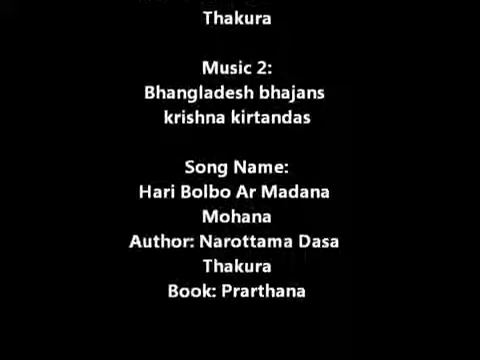 Thakura
Music 2:
Bhangladesh bhajans
krishna kirtandas
Song Name:
Hari Bolbo Ar Madana
Mohana
Author: Narottama Dasa
Thakura
Book: Prarthana